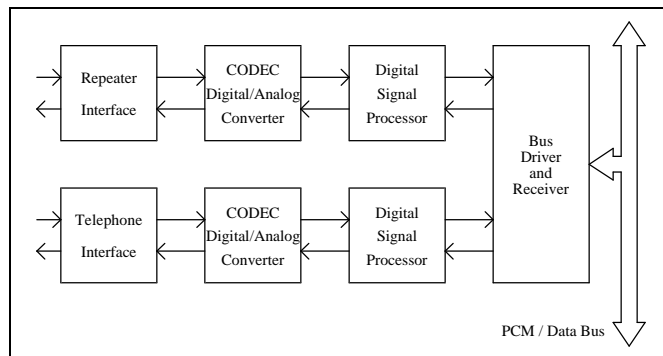 Repeater
Interface
CODEC
Digital/Analog
Converter
Digital
Signal
Processor
Bus
Driver
and
Receiver
Telephone
Interface
CODEC
Digital/Analog
Converter
Digital
Signal
Processor
PCM / Data Bus